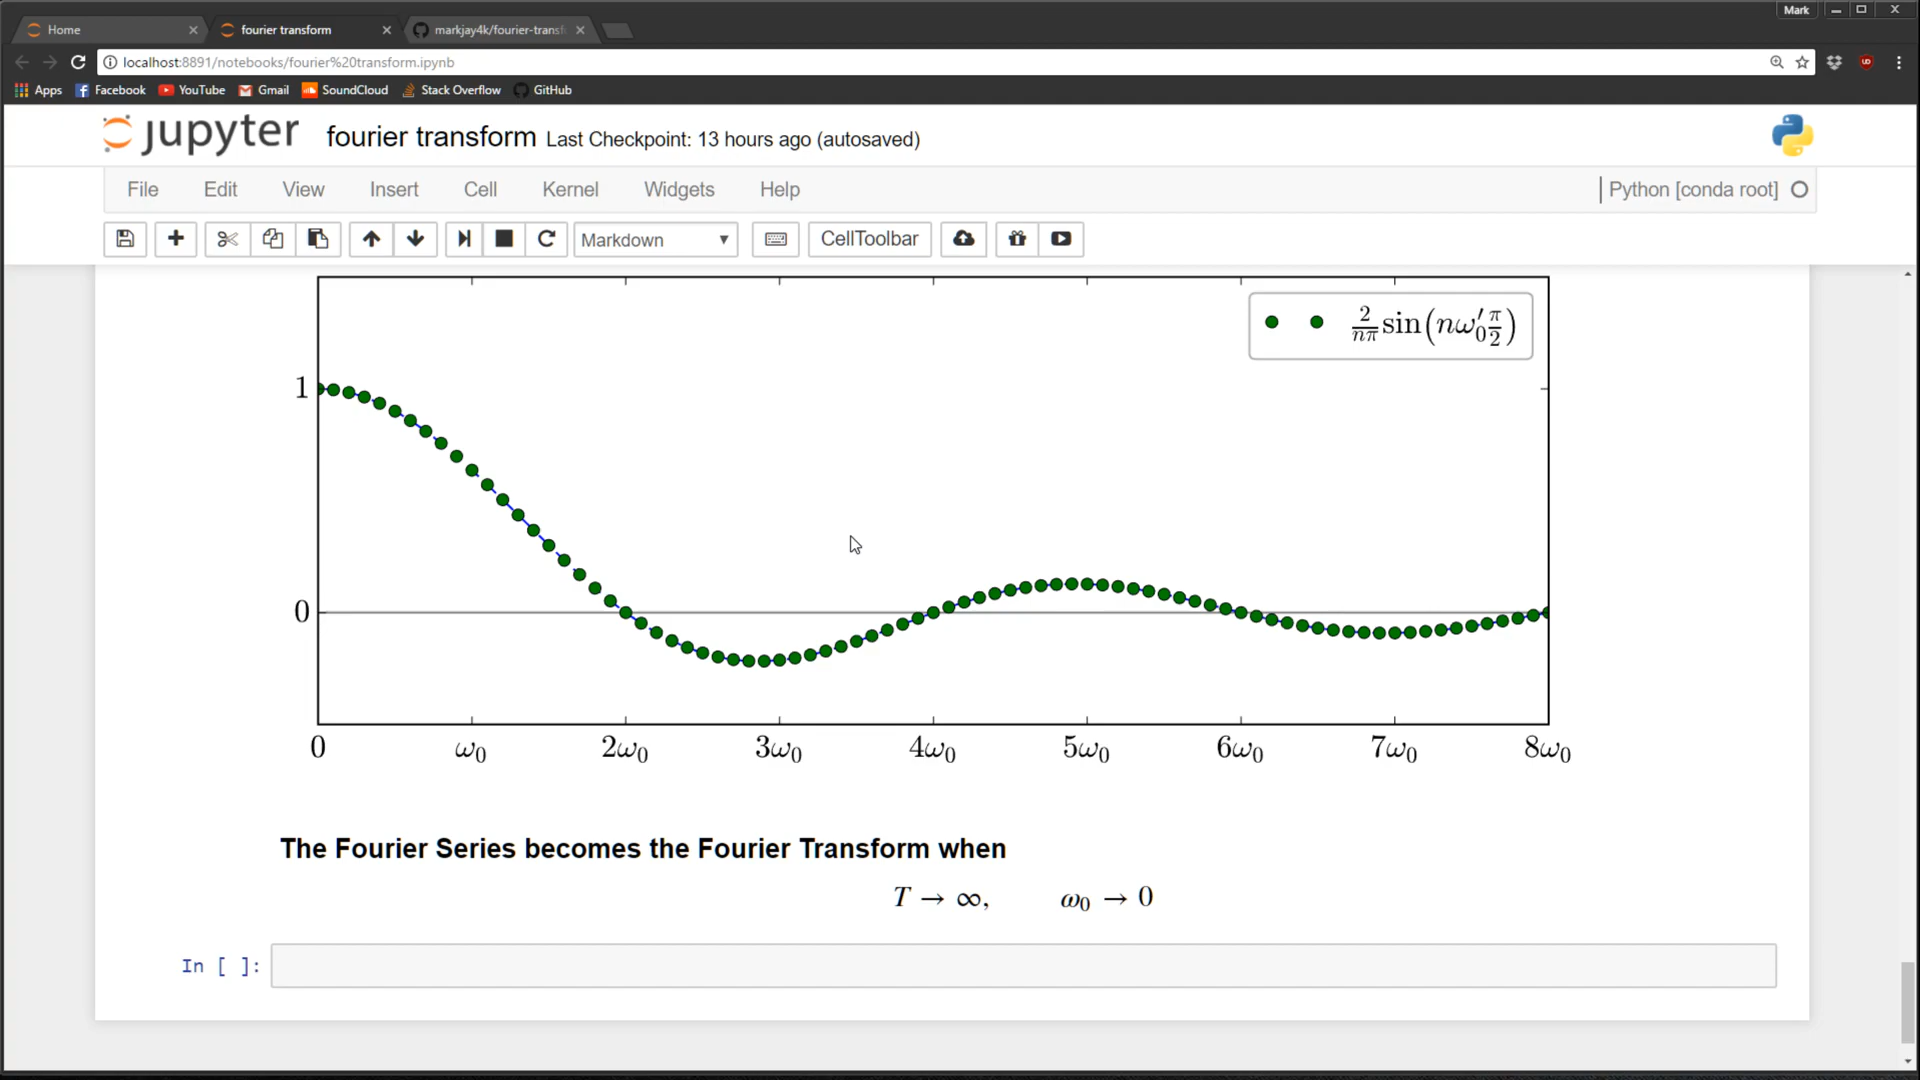 Mark
Home
fourier transform
markjay4k/fourier-transf
localhost:8891/notebooks/fourier%20transform.ipynb
Apps Facebook YouTube Gmail SoundCloud Stack Overflow GitHub
jupyter fourier transform Last Checkpoint: 13 hours ago (autosaved)
File Edit View Insert Cell Kernel Widgets Help Python [conda root]
Markdown CellToolbar
2/nπ sin(nω₀′ π/2)
1
0
0 ω₀ 2ω₀ 3ω₀ 4ω₀ 5ω₀ 6ω₀ 7ω₀ 8ω₀
The Fourier Series becomes the Fourier Transform when
T → ∞, ω₀ → 0
In [ ]: